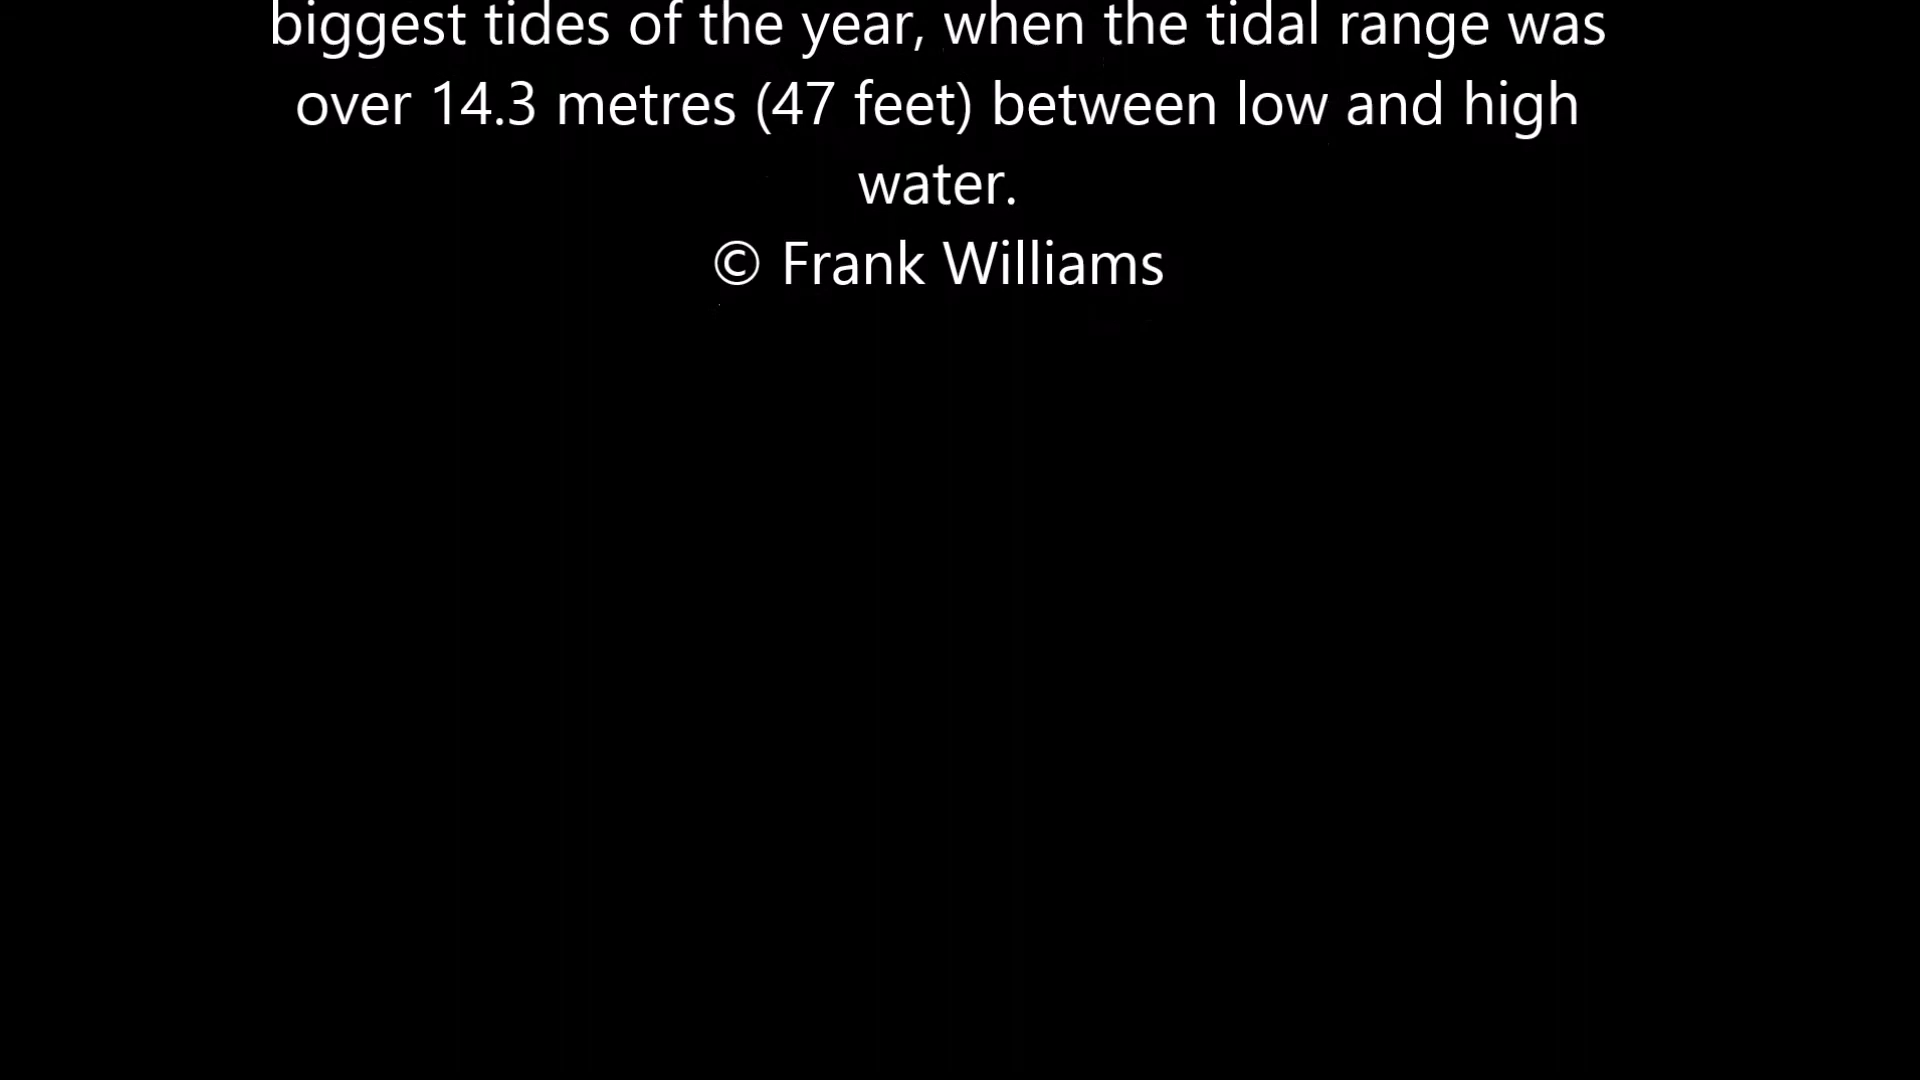 biggest tides of the year, when the tidal range was
over 14.3 metres (47 feet) between low and high
water.
© Frank Williams